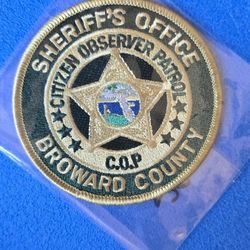 SHERIFF'S OFFICE
CITIZEN OBSERVER PATROL
C.O.P
BROWARD COUNTY